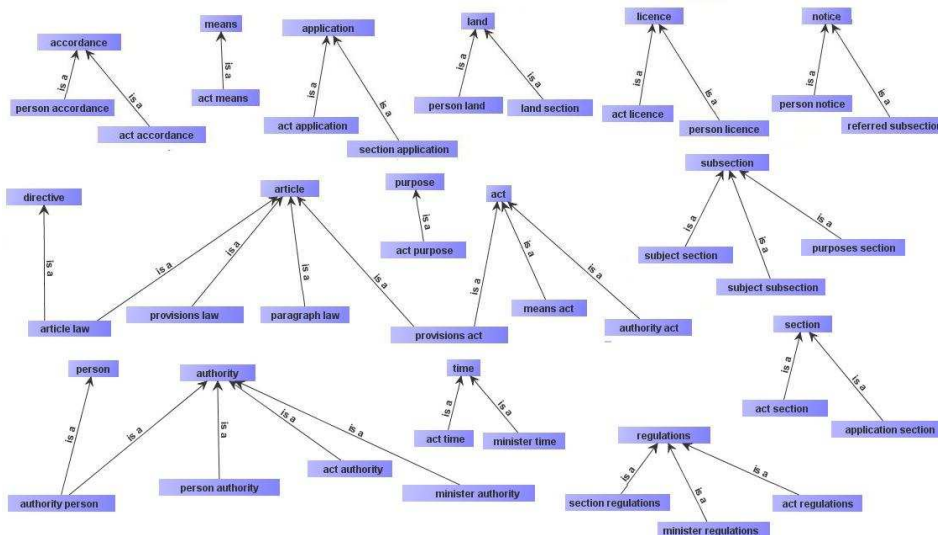 accordance
is a
is a
person accordance
act accordance
means
is a
act means
application
is a
is a
act application
section application
land
is a
is a
person land
land section
licence
is a
is a
act licence
person licence
notice
is a
is a
person notice
referred subsection
directive
is a
article
is a
is a
is a
is a
article law
provisions law
paragraph law
provisions act
purpose
is a
act purpose
act
is a
is a
is a
means act
authority act
subsection
is a
is a
is a
subject section
subject subsection
purposes section
person
is a
authority
is a
is a
is a
is a
authority person
person authority
act authority
minister authority
time
is a
is a
act time
minister time
section
is a
is a
act section
application section
regulations
is a
is a
is a
section regulations
minister regulations
act regulations